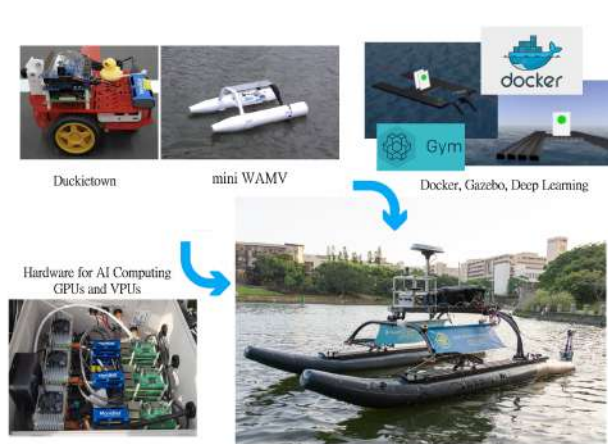 docker
Gym
Duckietown
mini WAMV
Docker, Gazebo, Deep Learning
Hardware for AI Computing
GPUs and VPUs